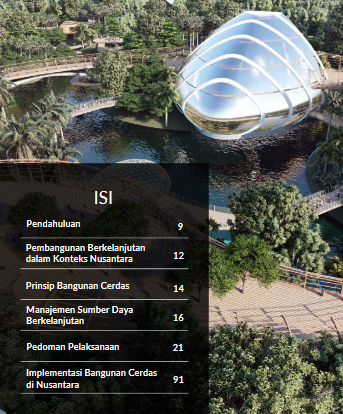 ISI
Pendahuluan 9
Pembangunan Berkelanjutan
dalam Konteks Nusantara 12
Prinsip Bangunan Cerdas 14
Manajemen Sumber Daya
Berkelanjutan 16
Pedoman Pelaksanaan 21
Implementasi Bangunan Cerdas
di Nusantara 91